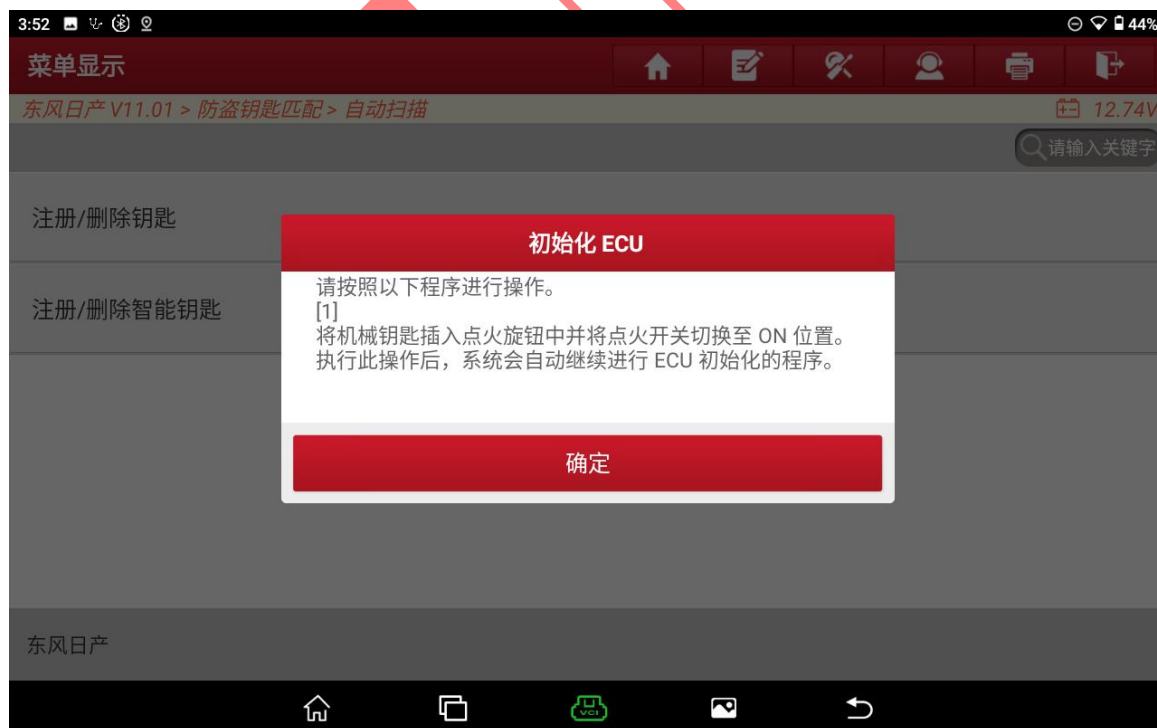 3:52
44%
菜单显示
东风日产 V11.01 > 防盗钥匙匹配 > 自动扫描
12.74V
请输入关键字
注册/删除钥匙
初始化 ECU
请按照以下程序进行操作。
[1]
将机械钥匙插入点火旋钮中并将点火开关切换至 ON 位置。
执行此操作后，系统会自动继续进行 ECU 初始化的程序。
注册/删除智能钥匙
确定
东风日产
VCI